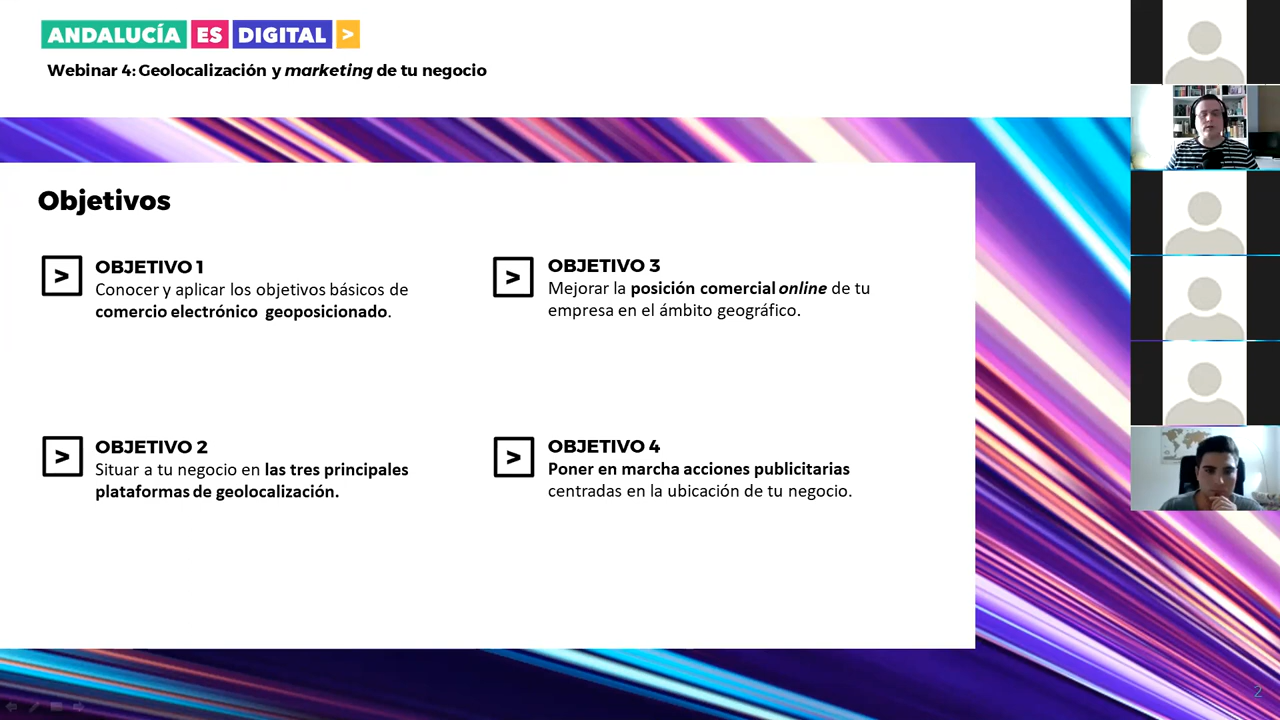 ANDALUCÍA ES DIGITAL >
Webinar 4: Geolocalización y marketing de tu negocio
Objetivos
> OBJETIVO 1
Conocer y aplicar los objetivos básicos de
comercio electrónico geoposicionado.
> OBJETIVO 2
Situar a tu negocio en las tres principales
plataformas de geolocalización.
> OBJETIVO 3
Mejorar la posición comercial online de tu
empresa en el ámbito geográfico.
> OBJETIVO 4
Poner en marcha acciones publicitarias
centradas en la ubicación de tu negocio.
2